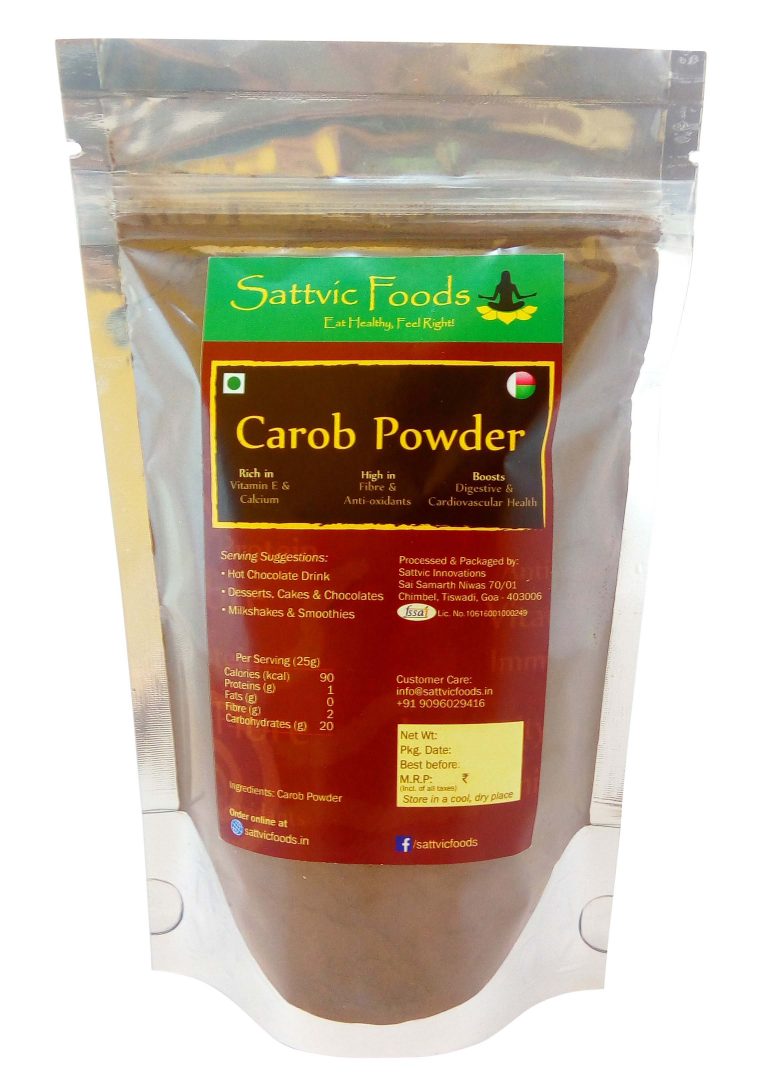 Sattvic Foods
Eat Healthy, Feel Right!
Carob Powder
Rich in
Vitamin E &
Calcium
High in
Fibre &
Anti-oxidants
Boosts
Digestive &
Cardiovascular Health
Serving Suggestions:
• Hot Chocolate Drink
• Desserts, Cakes & Chocolates
• Milkshakes & Smoothies
Processed & Packaged by:
Sattvic Innovations
Sai Samarth Niwas 70/01
Chimbel, Tiswadi, Goa - 403006
fssai Lic. No.10616001000249
Per Serving (25g)
Calories (kcal) 90
Proteins (g) 1
Fats (g) 0
Fibre (g) 2
Carbohydrates (g) 20
Customer Care:
info@sattvicfoods.in
+91 9096029416
Net Wt:
Pkg. Date:
Best before:
M.R.P: ₹
(Incl. of all taxes)
Store in a cool, dry place
Ingredients: Carob Powder
Order online at
sattvicfoods.in
/sattvicfoods